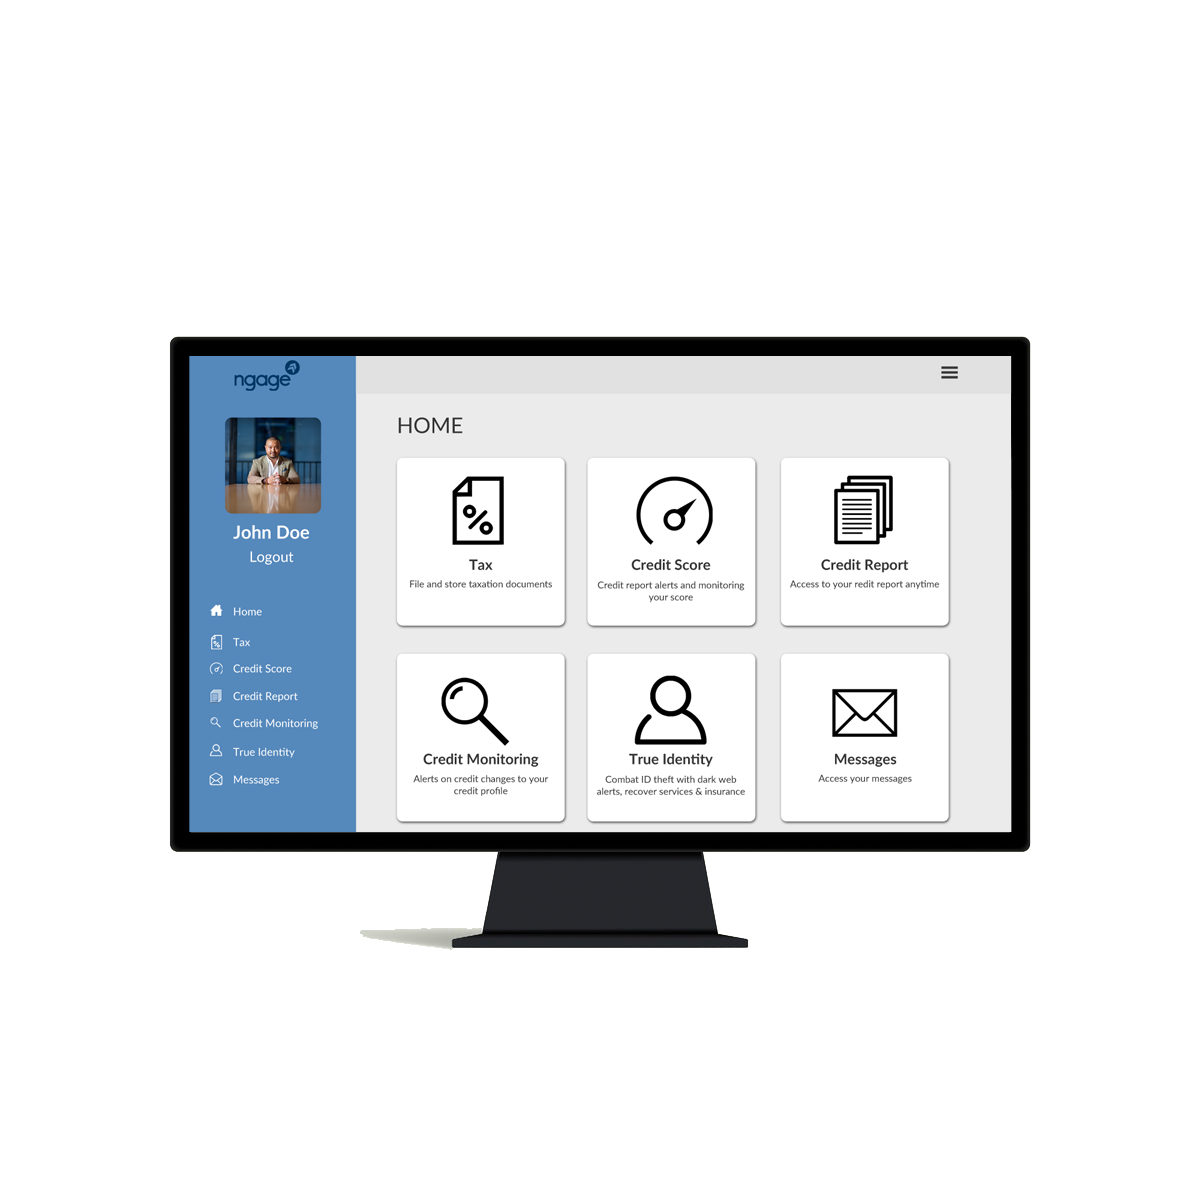 ngage
John Doe
Logout
Home
Tax
Credit Score
Credit Report
Credit Monitoring
True Identity
Messages
HOME
Tax
File and store taxation documents
Credit Score
Credit report alerts and monitoring
your score
Credit Report
Access to your redit report anytime
Credit Monitoring
Alerts on credit changes to your
credit profile
True Identity
Combat ID theft with dark web
alerts, recover services & insurance
Messages
Access your messages